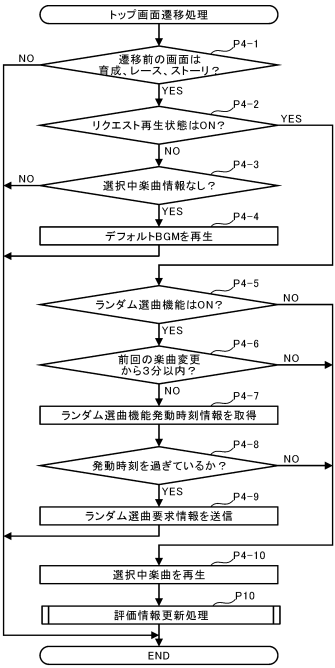 トップ画面遷移処理
P4-1
遷移前の画面は
育成、レース、ストーリ?
NO
YES
P4-2
リクエスト再生状態はON?
YES
NO
P4-3
選択中楽曲情報なし?
NO
YES
P4-4
デフォルトBGMを再生
P4-5
ランダム選曲機能はON?
NO
YES
P4-6
前回の楽曲変更
から3分以内?
NO
NO
P4-7
ランダム選曲機能発動時刻情報を取得
P4-8
発動時刻を過ぎているか?
NO
YES
P4-9
ランダム選曲要求情報を送信
P4-10
選択中楽曲を再生
P10
評価情報更新処理
END